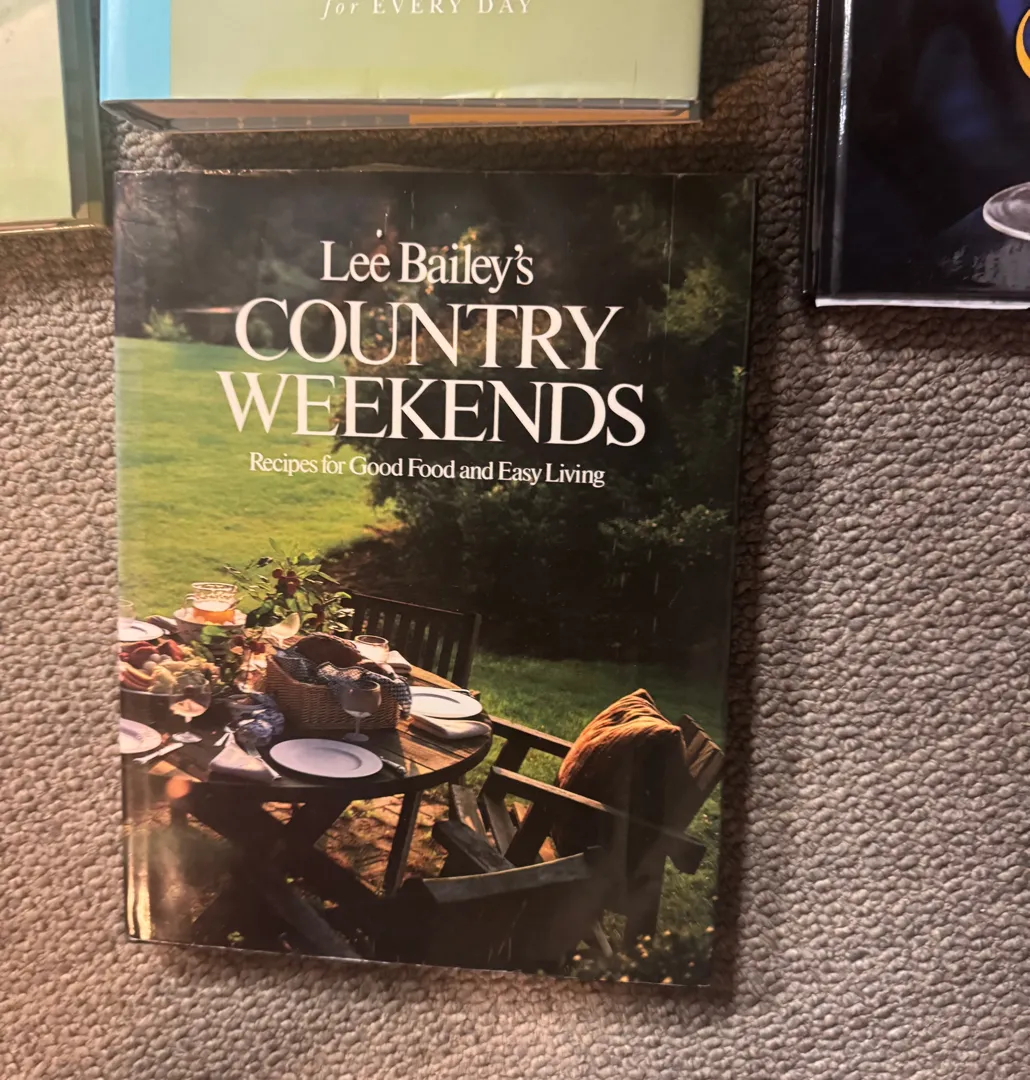 for EVERY DAY
Lee Bailey's
COUNTRY
WEEKENDS
Recipes for Good Food and Easy Living